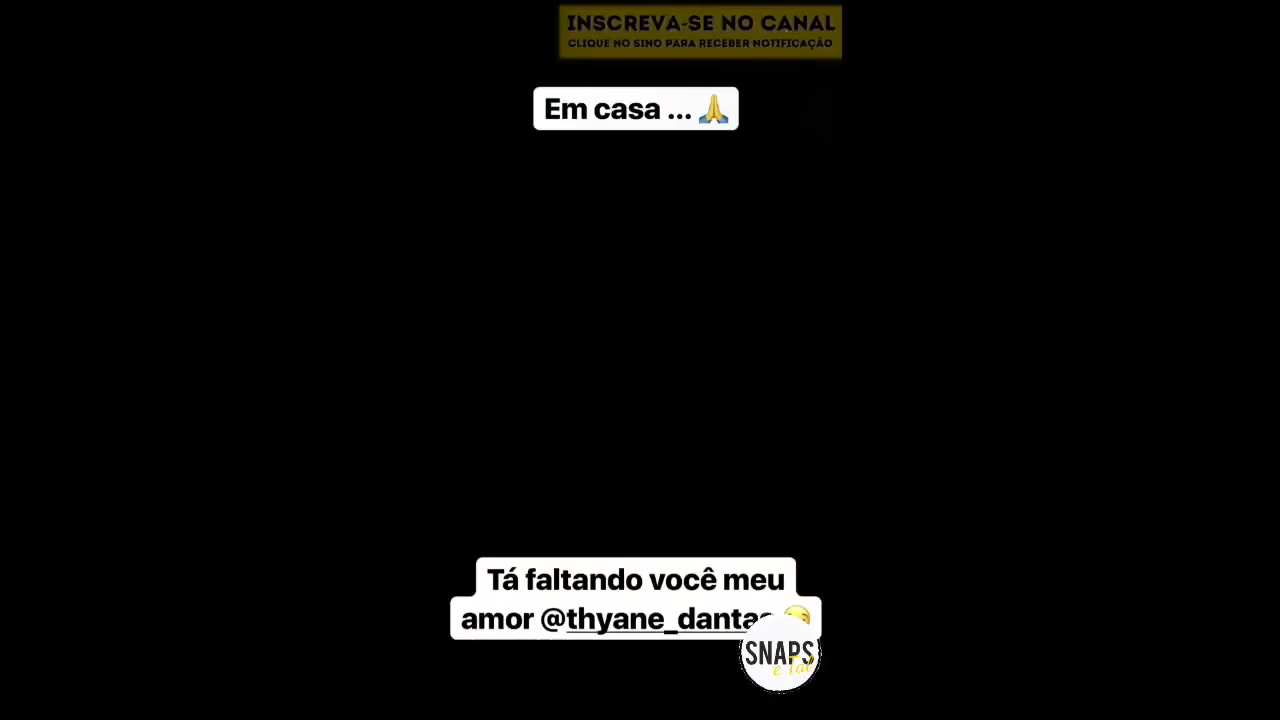 INSCREVA-SE NO CANAL
CLIQUE NO SINO PARA RECEBER NOTIFICAÇÃO
Em casa ... 🙏
Tá faltando você meu
amor @thyane_dantas
SNAPS
e Tal